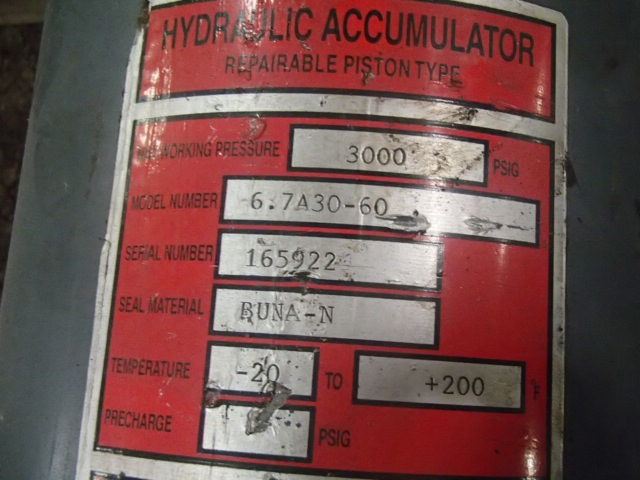 HYDRAULIC ACCUMULATOR
REPAIRABLE PISTON TYPE
WORKING PRESSURE 3000 PSIG
MODEL NUMBER 6.7A30-60
SERIAL NUMBER 165922
SEAL MATERIAL BUNA-N
TEMPERATURE -20 TO +200 °F
PRECHARGE PSIG